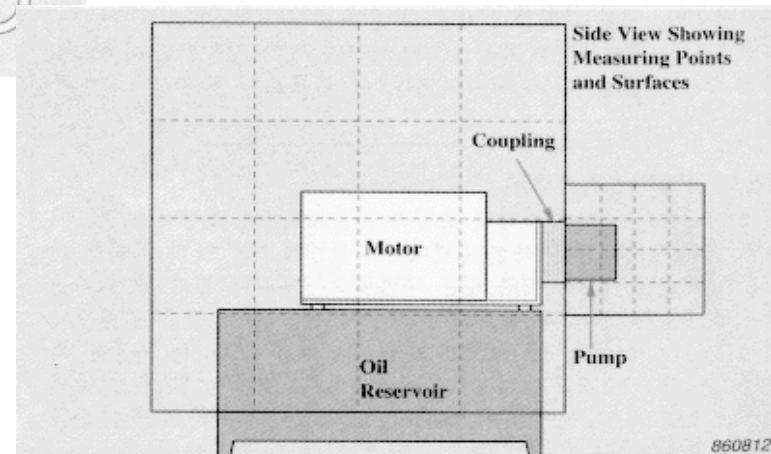 Side View Showing
Measuring Points
and Surfaces
Coupling
Motor
Pump
Oil
Reservoir
860812